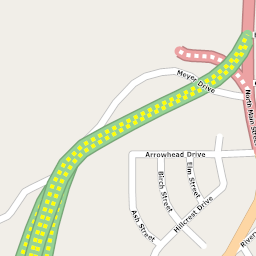 Meyer Drive
North Main Street
Arrowhead Drive
Elm Street
Birch Street
Hillcrest Drive
Ash Street